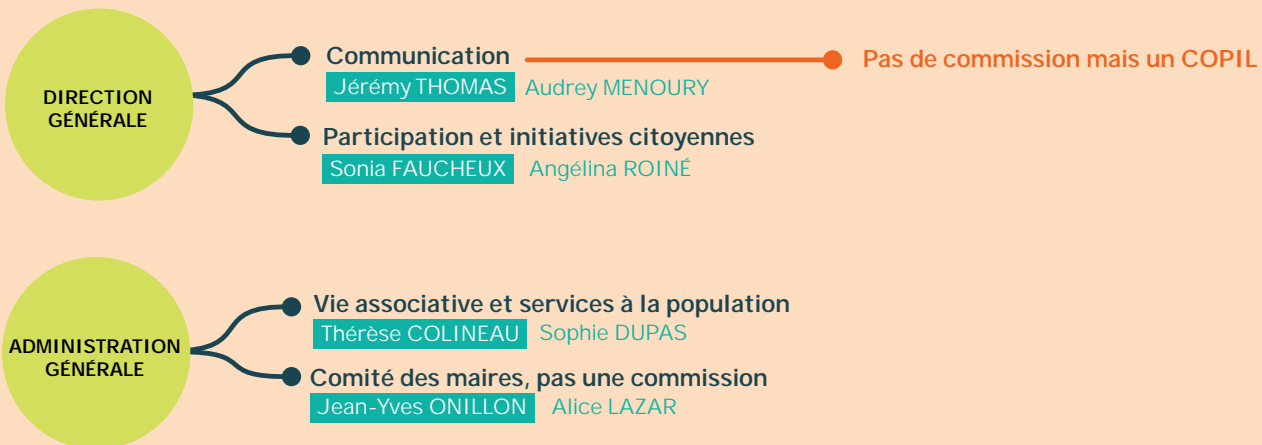 DIRECTION
GÉNÉRALE
Communication
Pas de commission mais un COPIL
Jérémy THOMAS Audrey MENOURY
Participation et initiatives citoyennes
Sonia FAUCHEUX Angélina ROINÉ
ADMINISTRATION
GÉNÉRALE
Vie associative et services à la population
Thérèse COLINEAU Sophie DUPAS
Comité des maires, pas une commission
Jean-Yves ONILLON Alice LAZAR